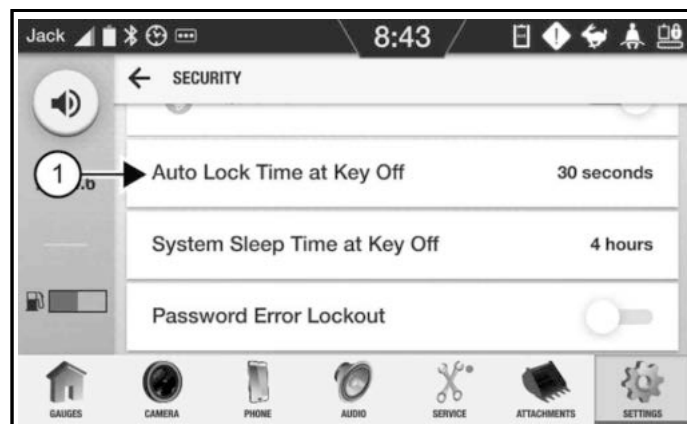 Jack 8:43
SECURITY
1 Auto Lock Time at Key Off 30 seconds
System Sleep Time at Key Off 4 hours
Password Error Lockout
GAUGES CAMERA PHONE AUDIO SERVICE ATTACHMENTS SETTINGS